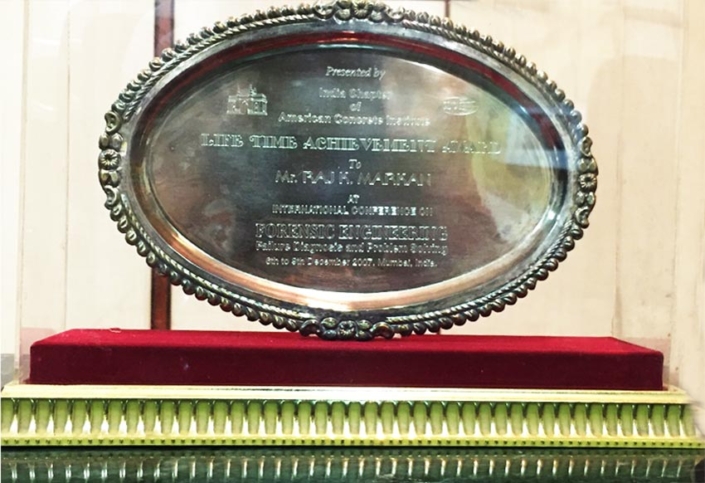 Presented by
India Chapter
of
American Concrete Institute
LIFE TIME ACHIEVEMENT AWARD
To
Mr. RAJ K. MARKAN
AT
INTERNATIONAL CONFERENCE ON
FORENSIC ENGINEERING
Failure Diagnosis and Problem Solving
December 2007, Mumbai, India.